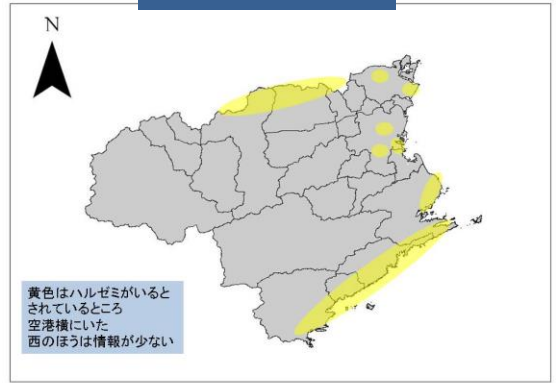 N
黄色はハルゼミがいると
されているところ
空港横にいた
西のほうは情報が少ない